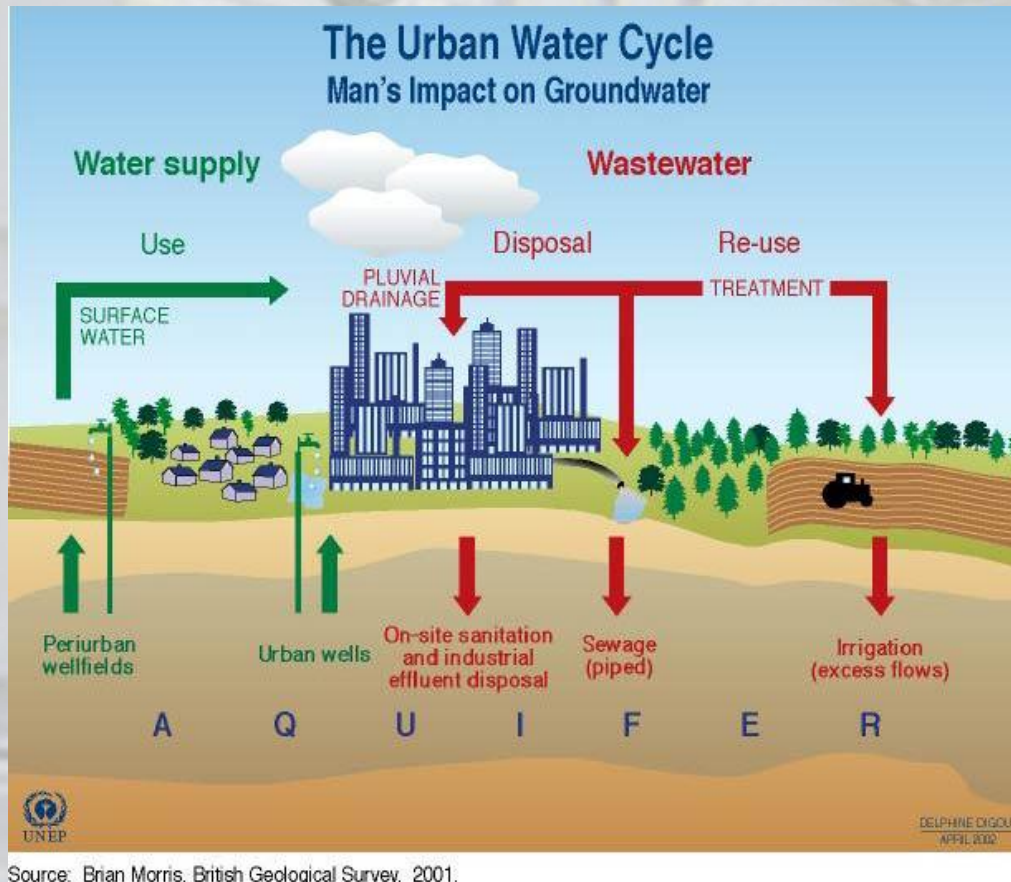 The Urban Water Cycle
Man's Impact on Groundwater
Water supply
Wastewater
Use
Disposal
Re-use
SURFACE
WATER
PLUVIAL
DRAINAGE
TREATMENT
Periurban
wellfields
Urban wells
On-site sanitation
and industrial
effluent disposal
Sewage
(piped)
Irrigation
(excess flows)
A Q U I F E R
UNEP
DELPHINE DIGOU
APRIL 2002
Source: Brian Morris, British Geological Survey, 2001.